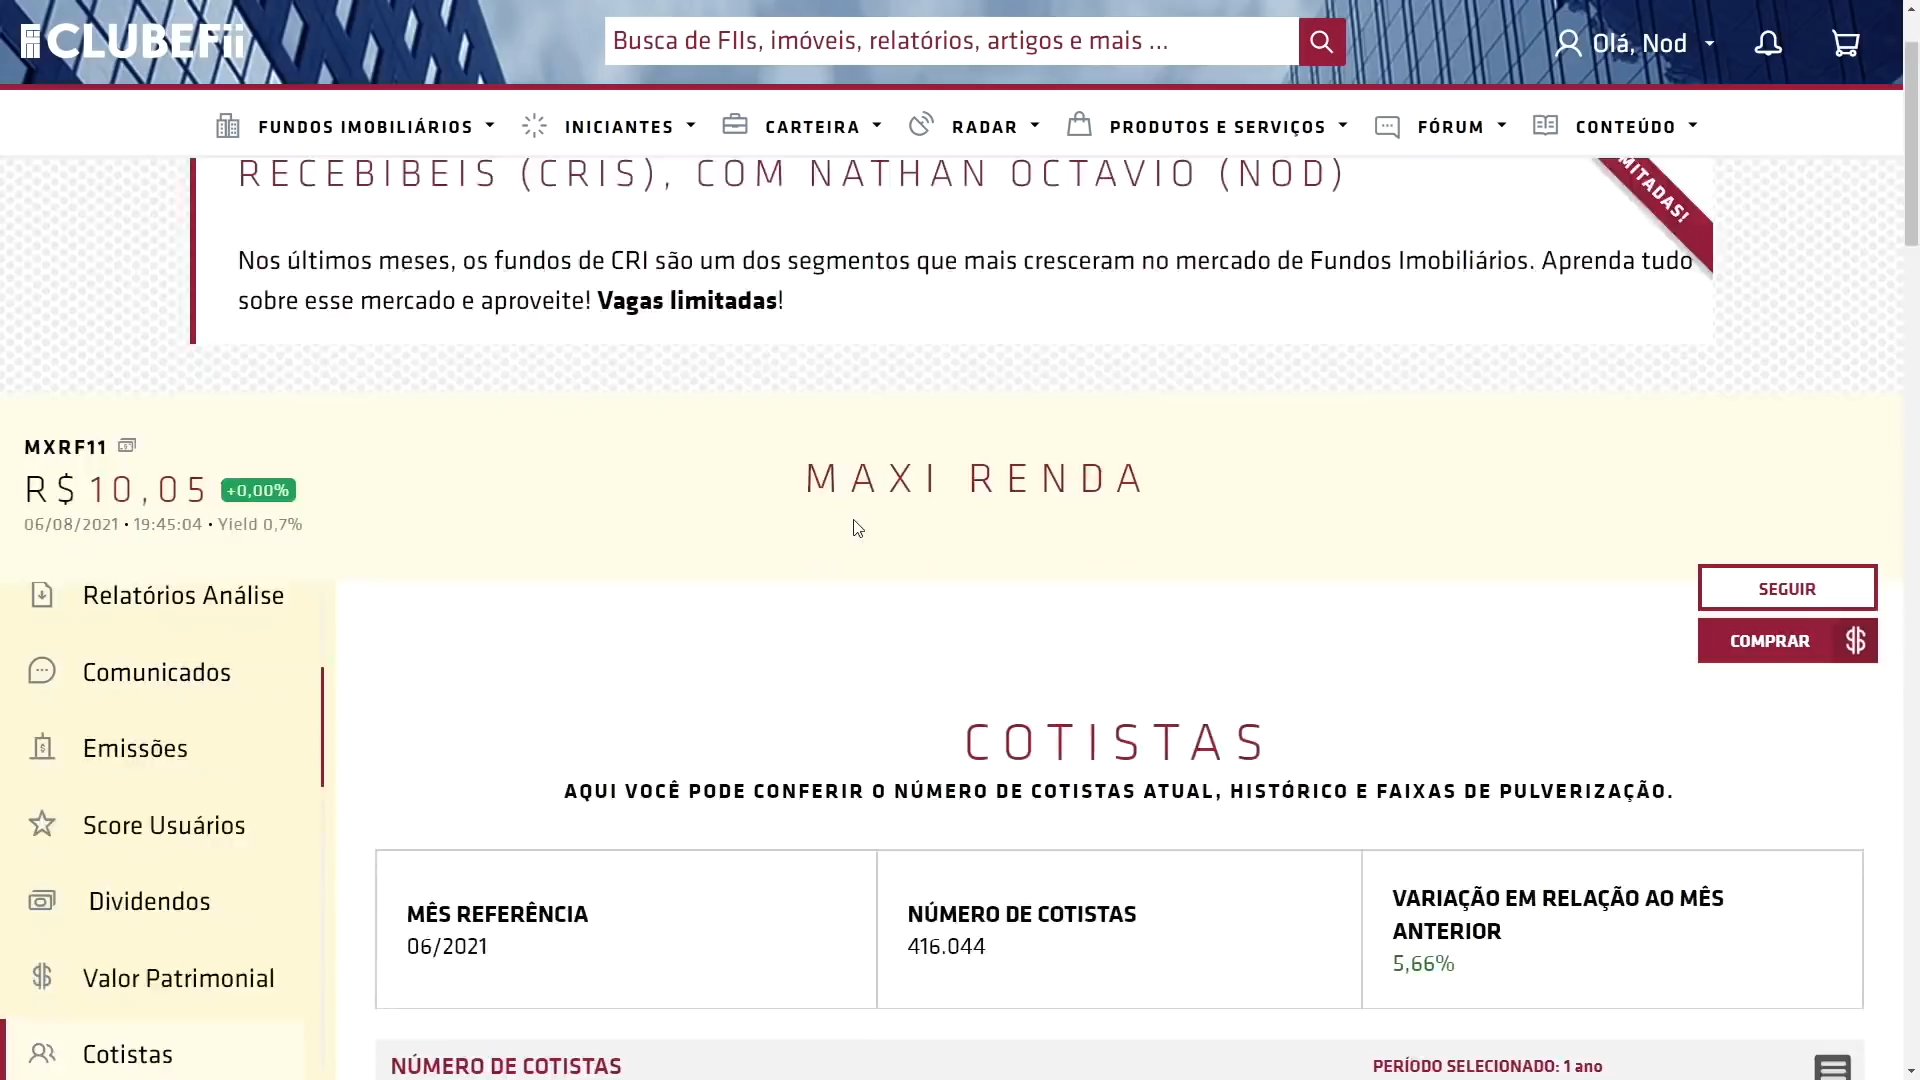 CLUBEFII
Busca de FIIs, imóveis, relatórios, artigos e mais ...
Olá, Nod
FUNDOS IMOBILIÁRIOS
INICIANTES
CARTEIRA
RADAR
PRODUTOS E SERVIÇOS
FÓRUM
CONTEÚDO
RECEBIBEIS (CRIS), COM NATHAN OCTAVIO (NOD)
MITADAS!
Nos últimos meses, os fundos de CRI são um dos segmentos que mais cresceram no mercado de Fundos Imobiliários. Aprenda tudo
sobre esse mercado e aproveite! Vagas limitadas!
MXRF11
R$ 10,05 +0,00%
06/08/2021 • 19:45:04 • Yield 0,7%
MAXI RENDA
SEGUIR
COMPRAR
Relatórios Análise
Comunicados
Emissões
Score Usuários
Dividendos
Valor Patrimonial
Cotistas
COTISTAS
AQUI VOCÊ PODE CONFERIR O NÚMERO DE COTISTAS ATUAL, HISTÓRICO E FAIXAS DE PULVERIZAÇÃO.
MÊS REFERÊNCIA
06/2021
NÚMERO DE COTISTAS
416.044
VARIAÇÃO EM RELAÇÃO AO MÊS
ANTERIOR
5,66%
NÚMERO DE COTISTAS
PERÍODO SELECIONADO: 1 ano